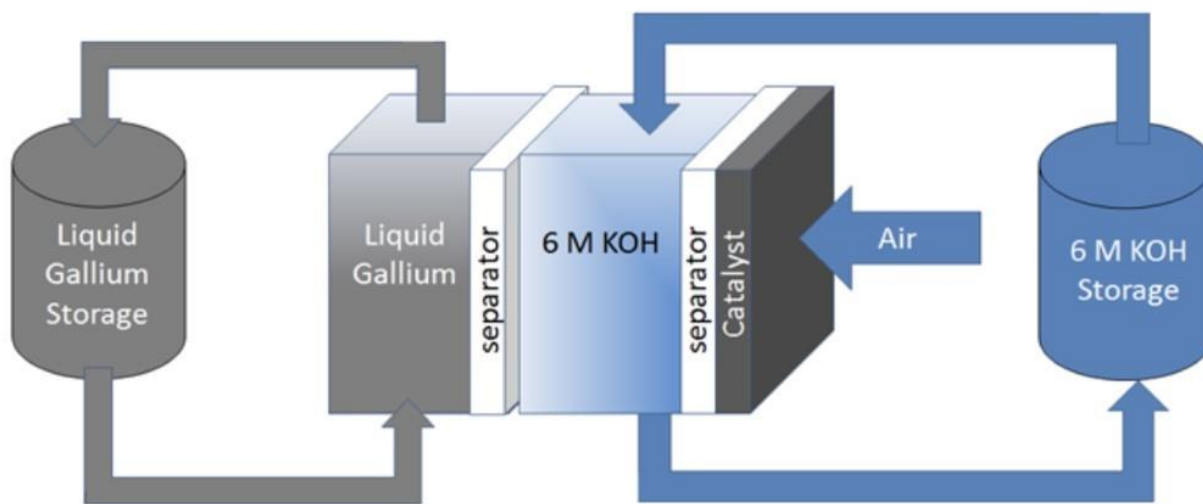 Liquid
Gallium
Storage
Liquid
Gallium
separator
6 M KOH
separator
Catalyst
Air
6 M KOH
Storage